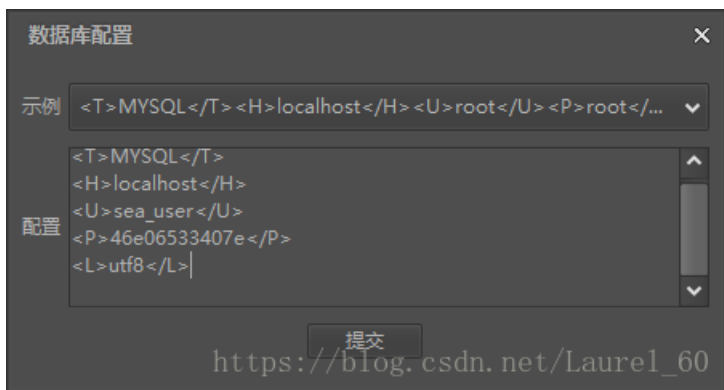 数据库配置
示例 <T>MYSQL</T><H>localhost</H><U>root</U><P>root</...
<T>MYSQL</T>
<H>localhost</H>
<U>sea_user</U>
配置
<P>46e06533407e</P>
<L>utf8</L>
提交
https://blog.csdn.net/Laurel_60